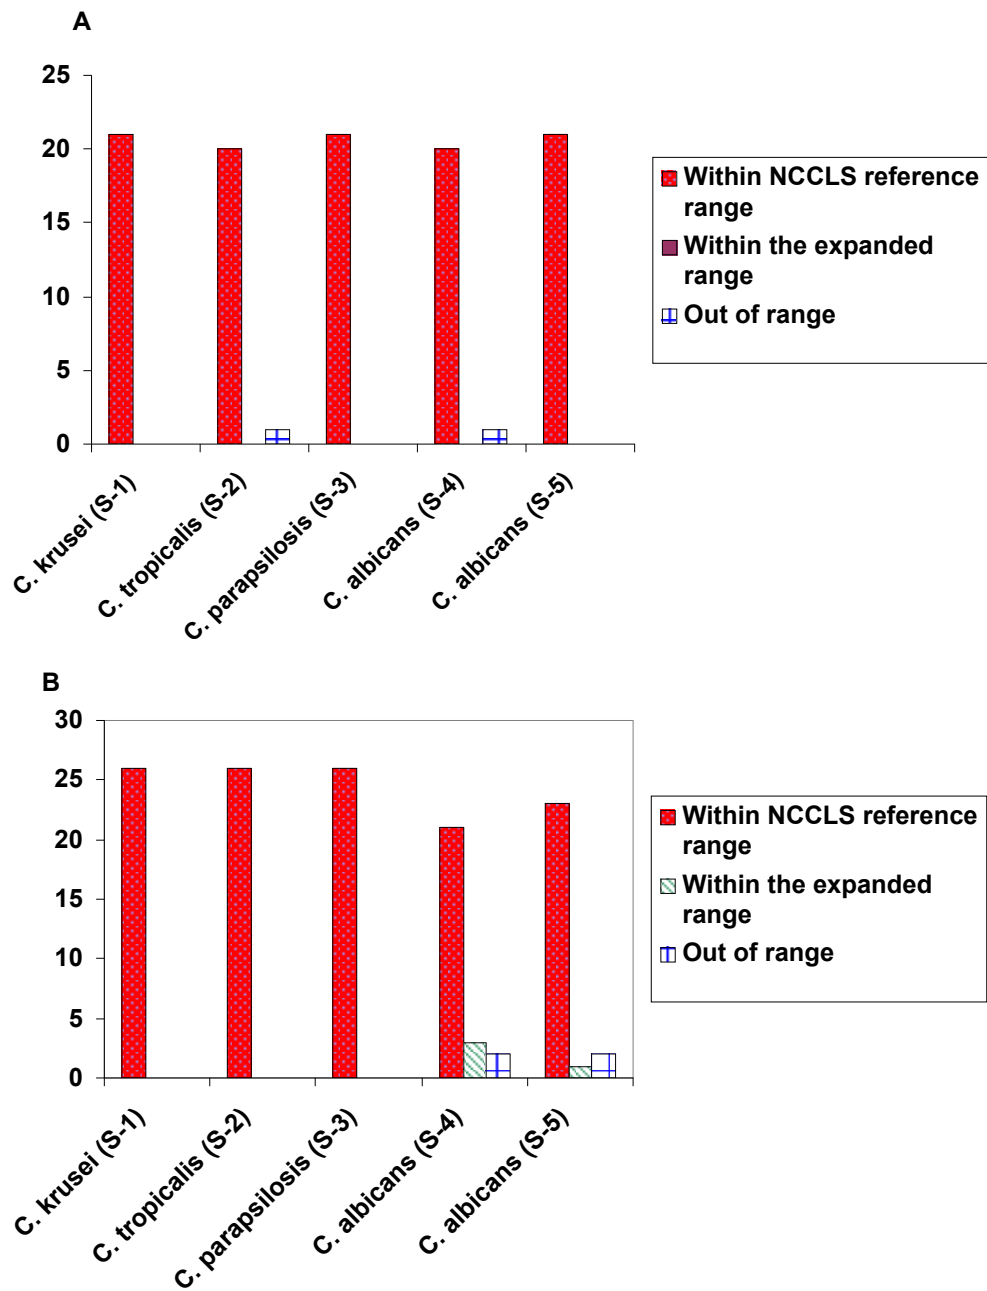 A
25
20
15
10
5
0
C. krusei (S-1)
C. tropicalis (S-2)
C. parapsilosis (S-3)
C. albicans (S-4)
C. albicans (S-5)
Within NCCLS reference
range
Within the expanded
range
Out of range
B
30
25
20
15
10
5
0
C. krusei (S-1)
C. tropicalis (S-2)
C. parapsilosis (S-3)
C. albicans (S-4)
C. albicans (S-5)
Within NCCLS reference
range
Within the expanded
range
Out of range